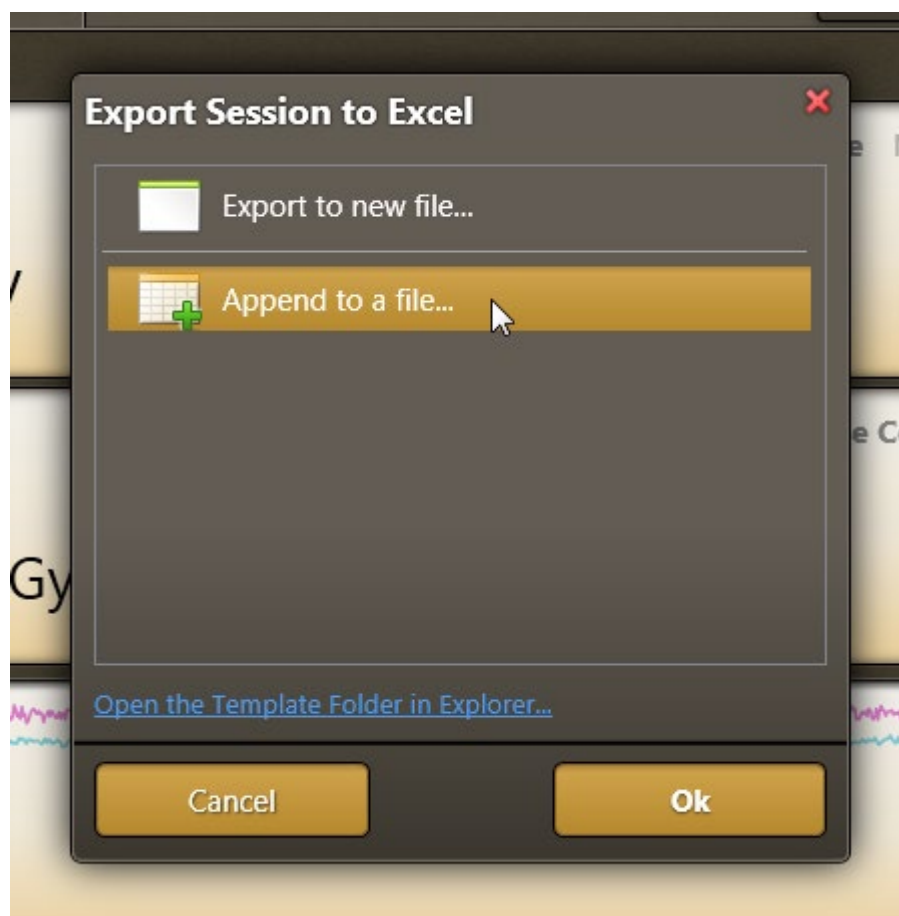 Export Session to Excel
Export to new file...
Append to a file...
Gy
Open the Template Folder in Explorer...
Cancel
Ok